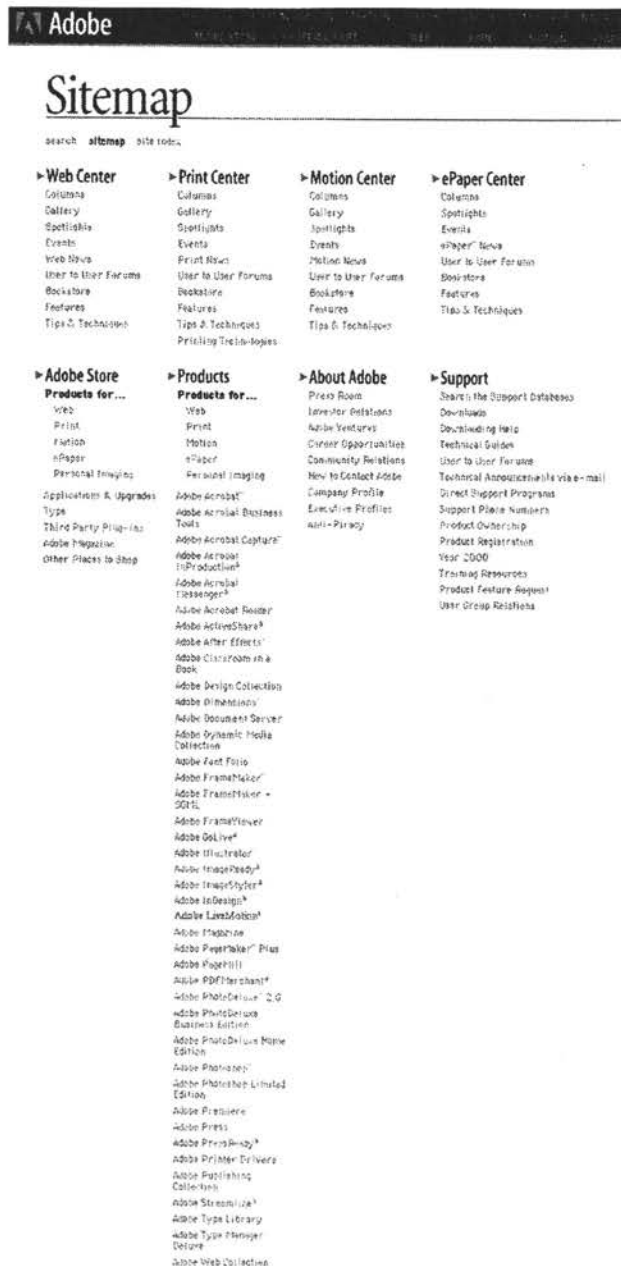 Adobe
Sitemap
search sitemap site index
Web Center
Columns
Gallery
Spotlights
Events
Web News
User to User Forums
Bookstore
Features
Tips & Techniques
Print Center
Columns
Gallery
Spotlights
Events
Print News
User to User Forums
Bookstore
Features
Tips & Techniques
Printing Technologies
Motion Center
Columns
Gallery
Spotlights
Events
Motion News
User to User Forums
Bookstore
Features
Tips & Techniques
ePaper Center
Columns
Spotlights
Events
ePaper™ News
User to User Forums
Bookstore
Features
Tips & Techniques
Adobe Store
Products for...
Web
Print
Motion
ePaper
Personal Imaging
Applications & Upgrades
Type
Third Party Plug-ins
Adobe Magazine
Other Places to Shop
Products
Products for...
Web
Print
Motion
ePaper
Personal Imaging
Adobe Acrobat
Adobe Acrobat Business
Tools
Adobe Acrobat Capture
Adobe Acrobat
InProduction
Adobe Acrobat
Messenger
Adobe Acrobat Reader
Adobe ActiveShare
Adobe After Effects
Adobe Classroom in a
Book
Adobe Design Collection
Adobe Dimensions
Adobe Document Server
Adobe Dynamic Media
Collection
Adobe Font Folio
Adobe FrameMaker
Adobe FrameMaker +
SGML
Adobe FrameViewer
Adobe GoLive
Adobe Illustrator
Adobe ImageReady
Adobe ImageStyler
Adobe InDesign
Adobe LiveMotion
Adobe Magazine
Adobe PageMaker Plus
Adobe PageMill
Adobe PDFMerchant
Adobe PhotoDeluxe 2.0
Adobe PhotoDeluxe
Business Edition
Adobe PhotoDeluxe Home
Edition
Adobe Photoshop
Adobe Photoshop Limited
Edition
Adobe Premiere
Adobe Press
Adobe PressReady
Adobe Printer Drivers
Adobe Publishing
Collection
Adobe Streamline
Adobe Type Library
Adobe Type Manager
Deluxe
Adobe Web Collection
About Adobe
Press Room
Investor Relations
Adobe Ventures
Career Opportunities
Community Relations
How to Contact Adobe
Company Profile
Executive Profiles
Anti-Piracy
Support
Search the Support Databases
Downloads
Downloading Help
Technical Guides
User to User Forums
Technical Announcements via e-mail
Direct Support Programs
Support Phone Numbers
Product Ownership
Product Registration
Year 2000
Training Resources
Product Feature Request
User Group Relations